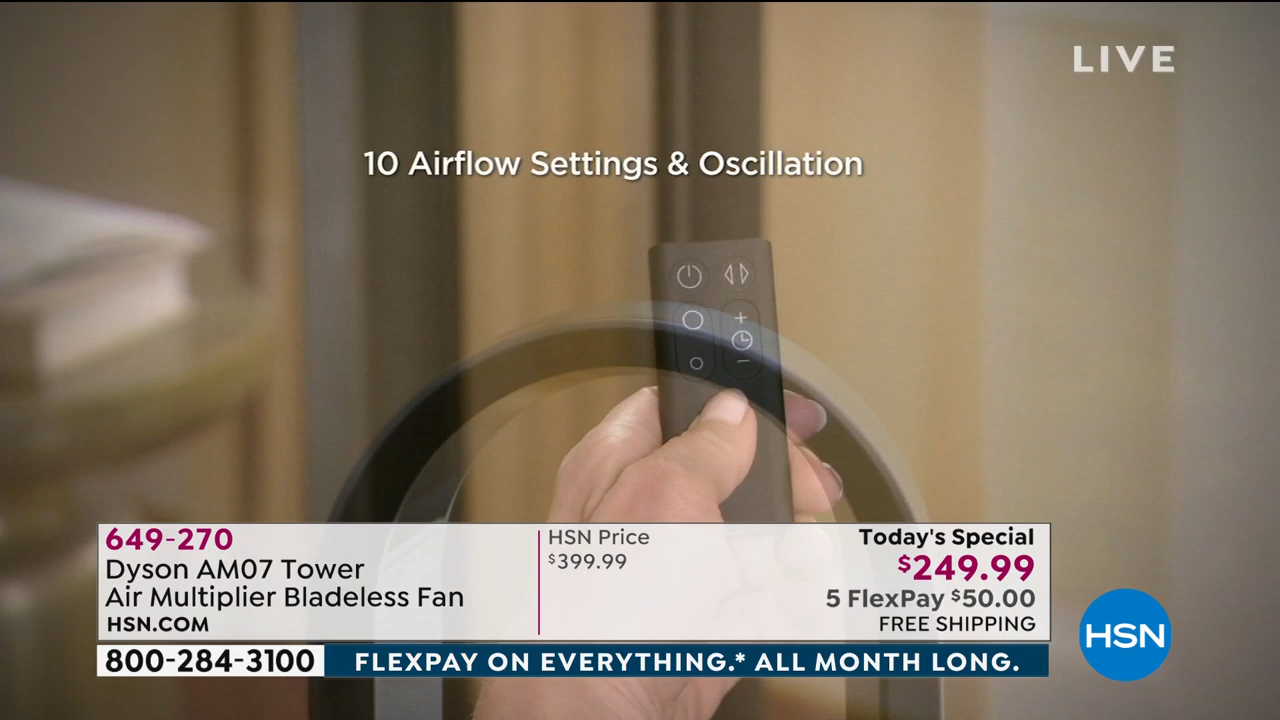 LIVE
10 Airflow Settings & Oscillation
649-270
Dyson AM07 Tower
Air Multiplier Bladeless Fan
HSN.COM
HSN Price
$399.99
Today's Special
$249.99
5 FlexPay $50.00
FREE SHIPPING
800-284-3100
FLEXPAY ON EVERYTHING.* ALL MONTH LONG.
HSN